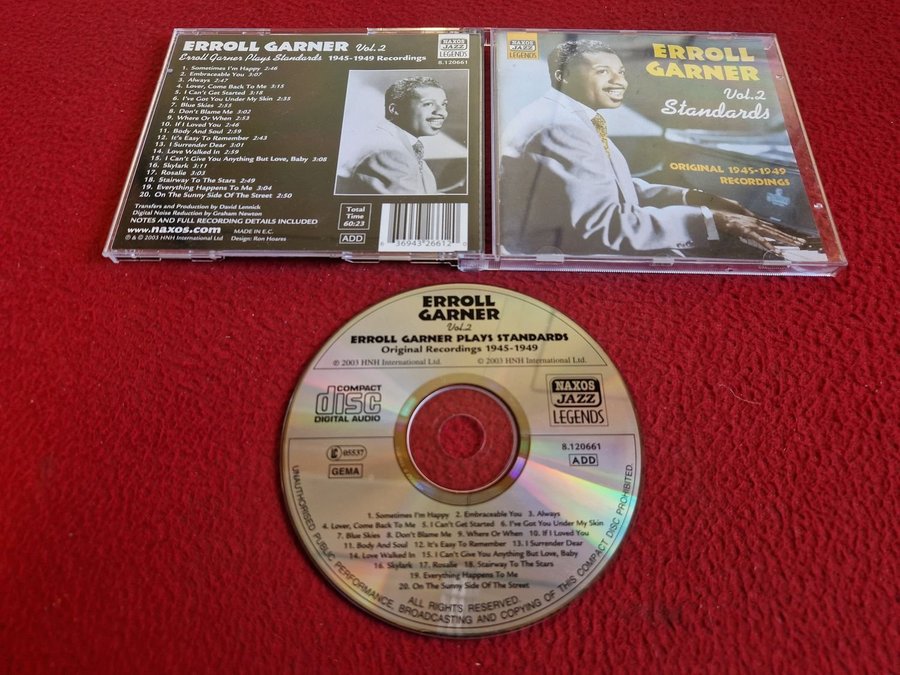 ERROLL GARNER Vol.2
Erroll Garner Plays Standards 1945-1949 Recordings
NAXOS
JAZZ
LEGENDS
8.120661
1. Sometimes I'm Happy 2:46
2. Embraceable You 3:07
3. Always 2:47
4. Lover, Come Back To Me 3:15
5. I Can't Get Started 3:18
6. I've Got You Under My Skin 2:35
7. Blue Skies 2:55
8. Don't Blame Me 3:02
9. Where Or When 2:53
10. If I Loved You 2:46
11. Body And Soul 2:59
12. It's Easy To Remember 2:43
13. I Surrender Dear 3:01
14. Love Walked In 2:59
15. I Can't Give You Anything But Love, Baby 3:08
16. Skylark 3:11
17. Rosalie 3:03
18. Stairway To The Stars 2:49
19. Everything Happens To Me 3:04
20. On The Sunny Side Of The Street 2:50
Transfers and Production by David Lennick
Digital Noise Reduction by Graham Newton
NOTES AND FULL RECORDING DETAILS INCLUDED
www.naxos.com MADE IN E.C.
℗ & © 2003 HNH International Ltd Design: Ron Hoares
Total
Time
60:23
ADD
6 36943 26612 0
NAXOS
JAZZ
LEGENDS
ERROLL
GARNER
Vol.2
Standards
ORIGINAL 1945-1949
RECORDINGS
ERROLL
GARNER
Vol.2
ERROLL GARNER PLAYS STANDARDS
Original Recordings 1945-1949
℗ 2003 HNH International Ltd. © 2003 HNH International Ltd.
COMPACT
disc
DIGITAL AUDIO
NAXOS
JAZZ
LEGENDS
LC 05537
GEMA
8.120661
ADD
1. Sometimes I'm Happy 2. Embraceable You 3. Always
4. Lover, Come Back To Me 5. I Can't Get Started 6. I've Got You Under My Skin
7. Blue Skies 8. Don't Blame Me 9. Where Or When 10. If I Loved You
11. Body And Soul 12. It's Easy To Remember 13. I Surrender Dear
14. Love Walked In 15. I Can't Give You Anything But Love, Baby
16. Skylark 17. Rosalie 18. Stairway To The Stars
19. Everything Happens To Me
20. On The Sunny Side Of The Street
ALL RIGHTS RESERVED.
UNAUTHORISED PUBLIC PERFORMANCE, BROADCASTING AND COPYING OF THIS COMPACT DISC PROHIBITED.